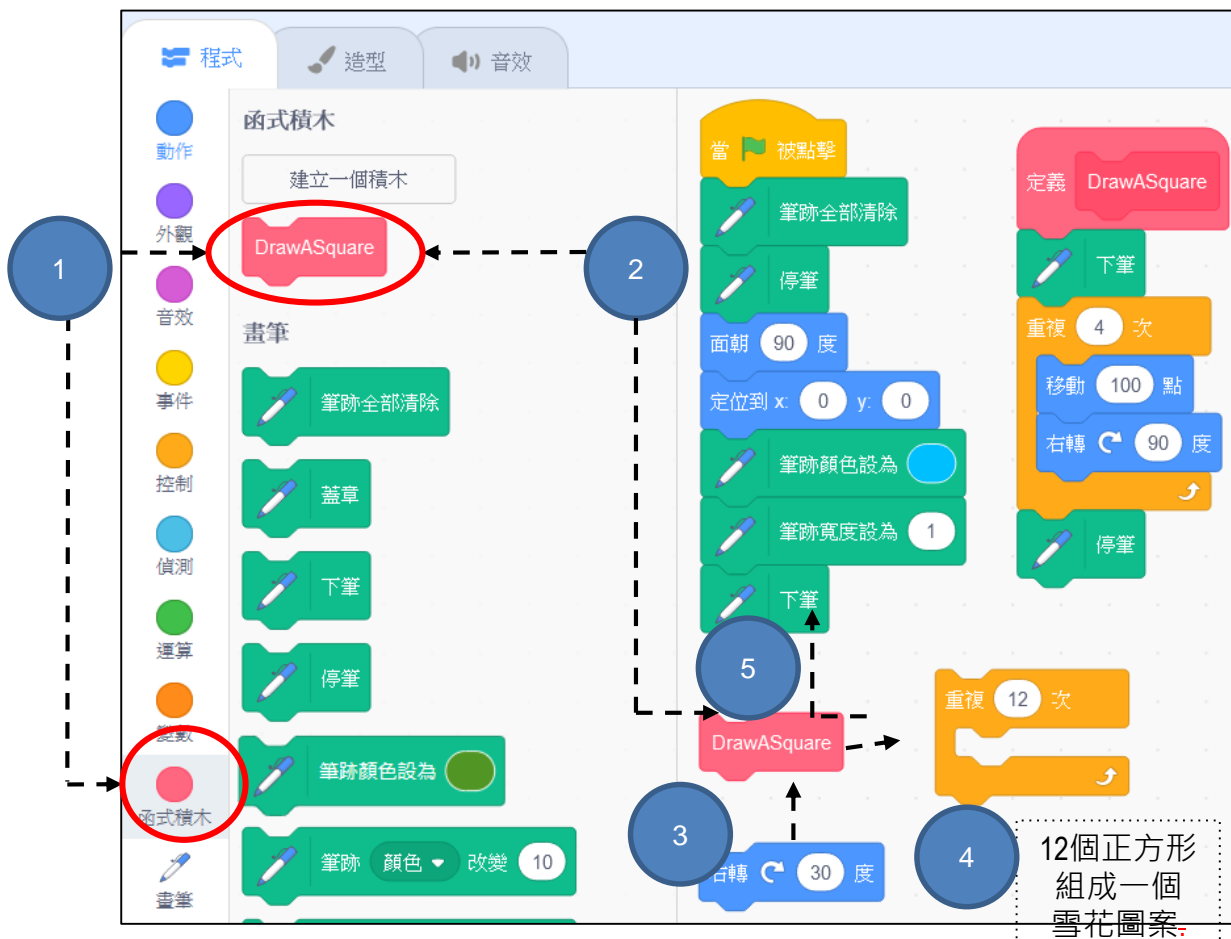 程式
造型
音效
動作
外觀
音效
事件
控制
偵測
運算
變數
函式積木
畫筆
函式積木
建立一個積木
DrawASquare
畫筆
筆跡全部清除
蓋章
下筆
停筆
筆跡顏色設為
筆跡 顏色 改變 10
1
2
當 被點擊
筆跡全部清除
停筆
面朝 90 度
定位到 x: 0 y: 0
筆跡顏色設為
筆跡寬度設為 1
下筆
5
DrawASquare
3
右轉 30 度
定義 DrawASquare
下筆
重複 4 次
移動 100 點
右轉 90 度
停筆
重複 12 次
4
12個正方形
組成一個
雪花圖案.